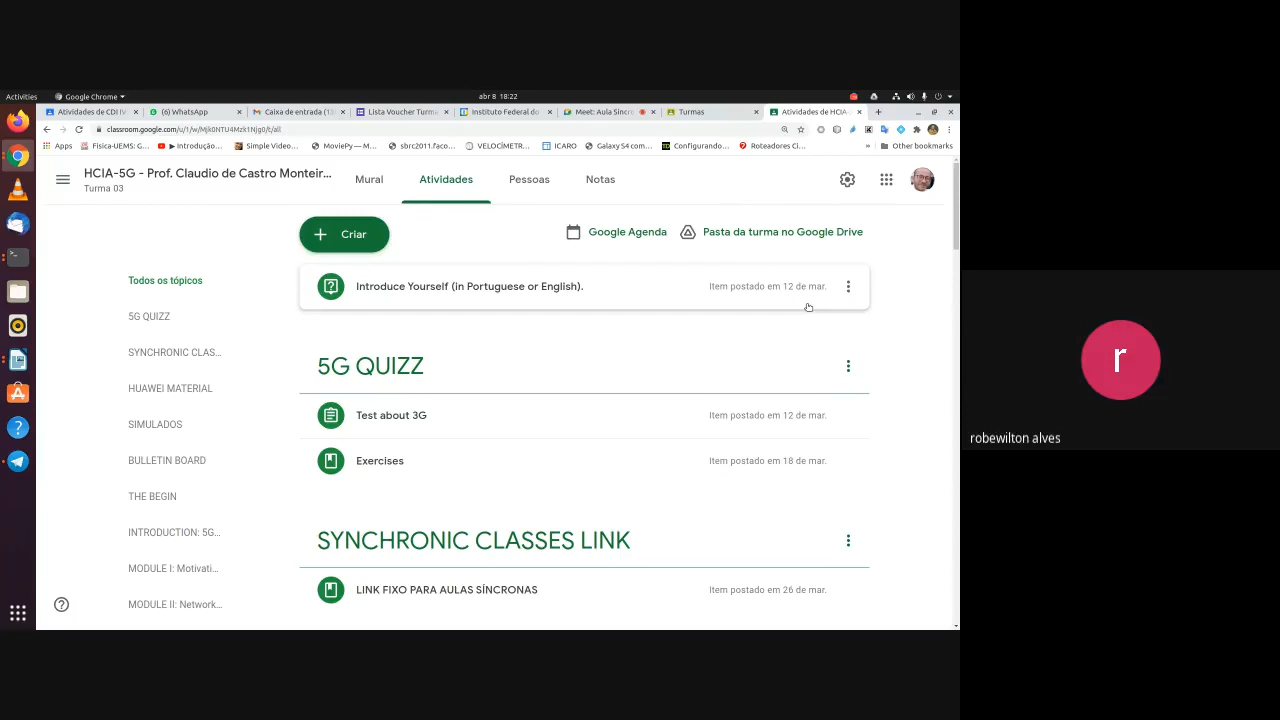 Activities
Google Chrome
abr 8 18:22
Atividades de CDI IV
(6) WhatsApp
Caixa de entrada (13
Lista Voucher Turma
Instituto Federal do
Meet: Aula Síncr
Turmas
Atividades de HCIA-
classroom.google.com/u/1/w/Mjk0NTU4Mzk1Njg0/t/all
Apps
Física-UEMS: G...
Introdução...
Simple Video...
MoviePy — M...
sbrc2011.faco...
VELOCÍMETR...
ICARO
Galaxy S4 com...
Configurando...
Roteadores Ci...
»
Other bookmarks
HCIA-5G - Prof. Claudio de Castro Monteir...
Turma 03
Mural
Atividades
Pessoas
Notas
Criar
Google Agenda
Pasta da turma no Google Drive
Todos os tópicos
5G QUIZZ
SYNCHRONIC CLAS...
HUAWEI MATERIAL
SIMULADOS
BULLETIN BOARD
THE BEGIN
INTRODUCTION: 5G...
MODULE I: Motivati...
MODULE II: Network...
Introduce Yourself (in Portuguese or English).
Item postado em 12 de mar.
5G QUIZZ
Test about 3G
Item postado em 12 de mar.
Exercises
Item postado em 18 de mar.
SYNCHRONIC CLASSES LINK
LINK FIXO PARA AULAS SÍNCRONAS
Item postado em 26 de mar.
r
robewilton alves